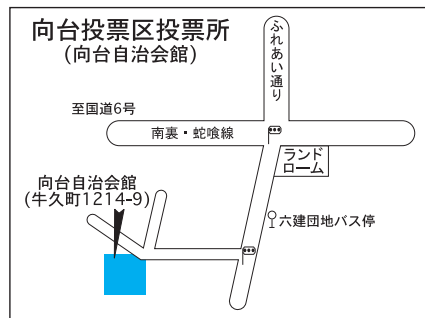 向台投票区投票所
(向台自治会館)
ふれあい通り
至国道6号
南裏・蛇喰線
ランド
ローム
向台自治会館
(牛久町1214-9)
六建団地バス停